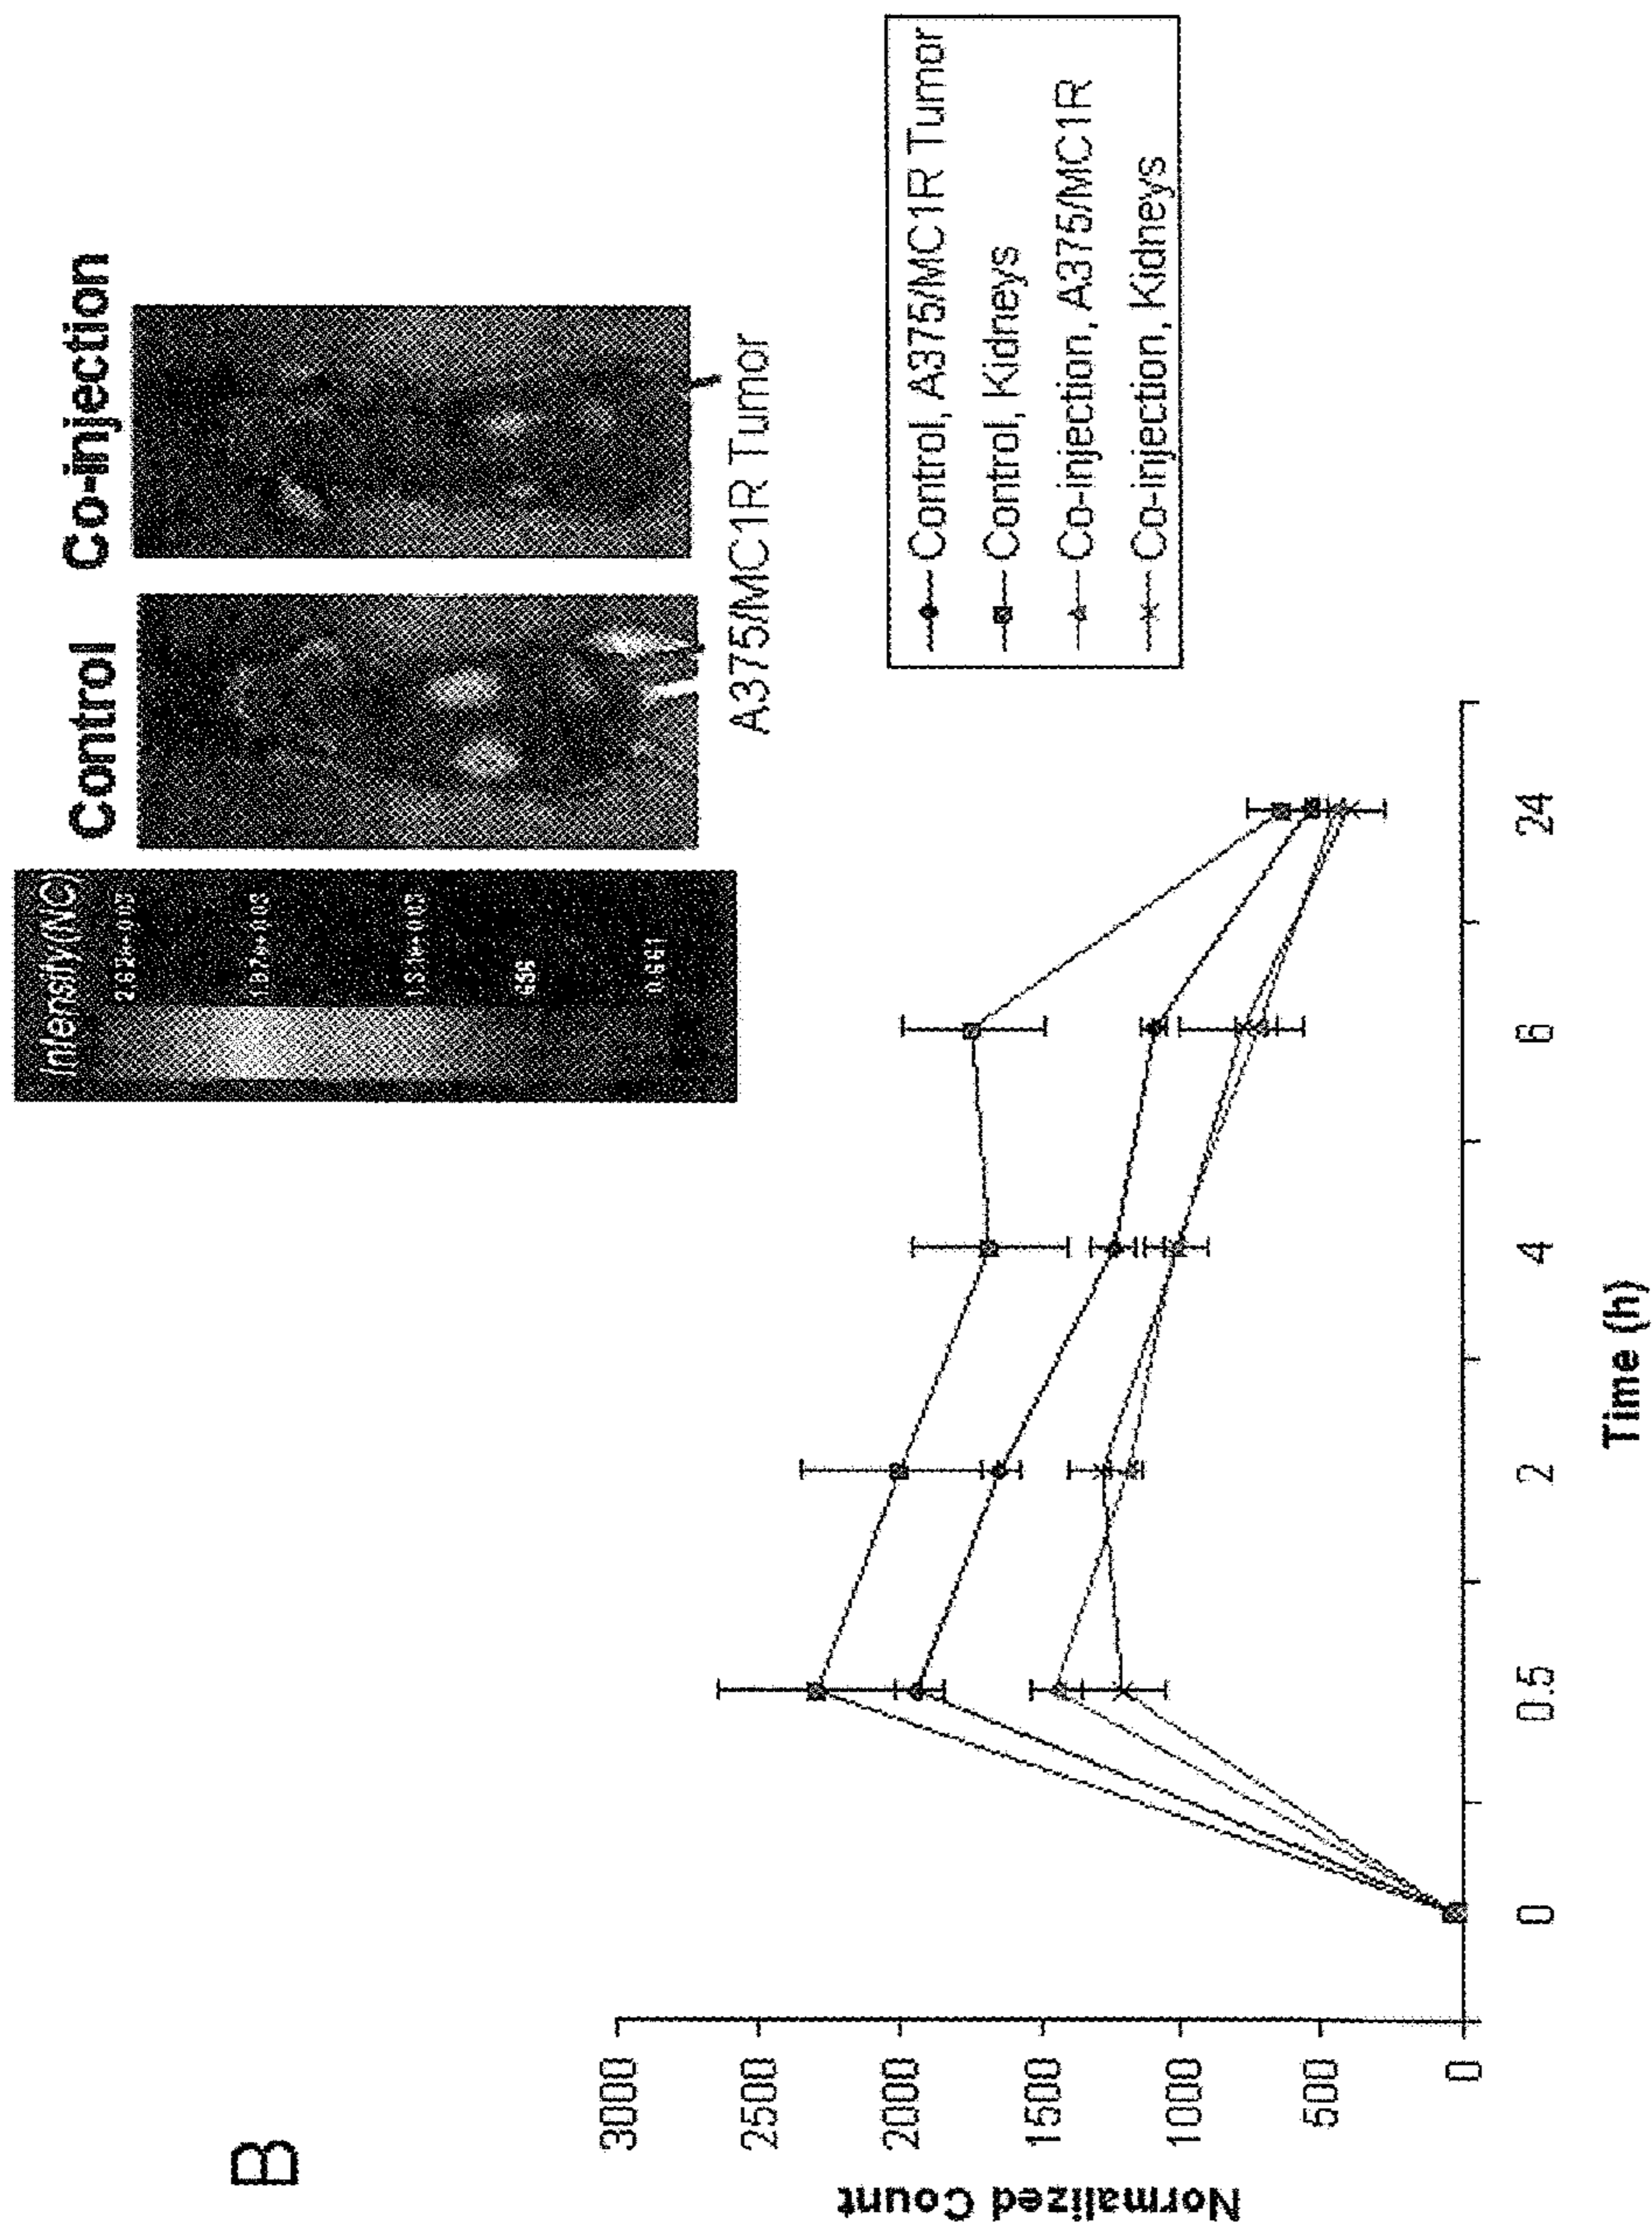 B
Intensity(NC)
656
0.661
Control
Co-injection
A375/MC1R Tumor
Control, A375/MC1R Tumor
Control, Kidneys
Co-injection, A375/MC1R
Co-injection, Kidneys
Normalized Count
3000
2500
2000
1500
1000
500
0
0
0.5
2
4
6
24
Time (h)